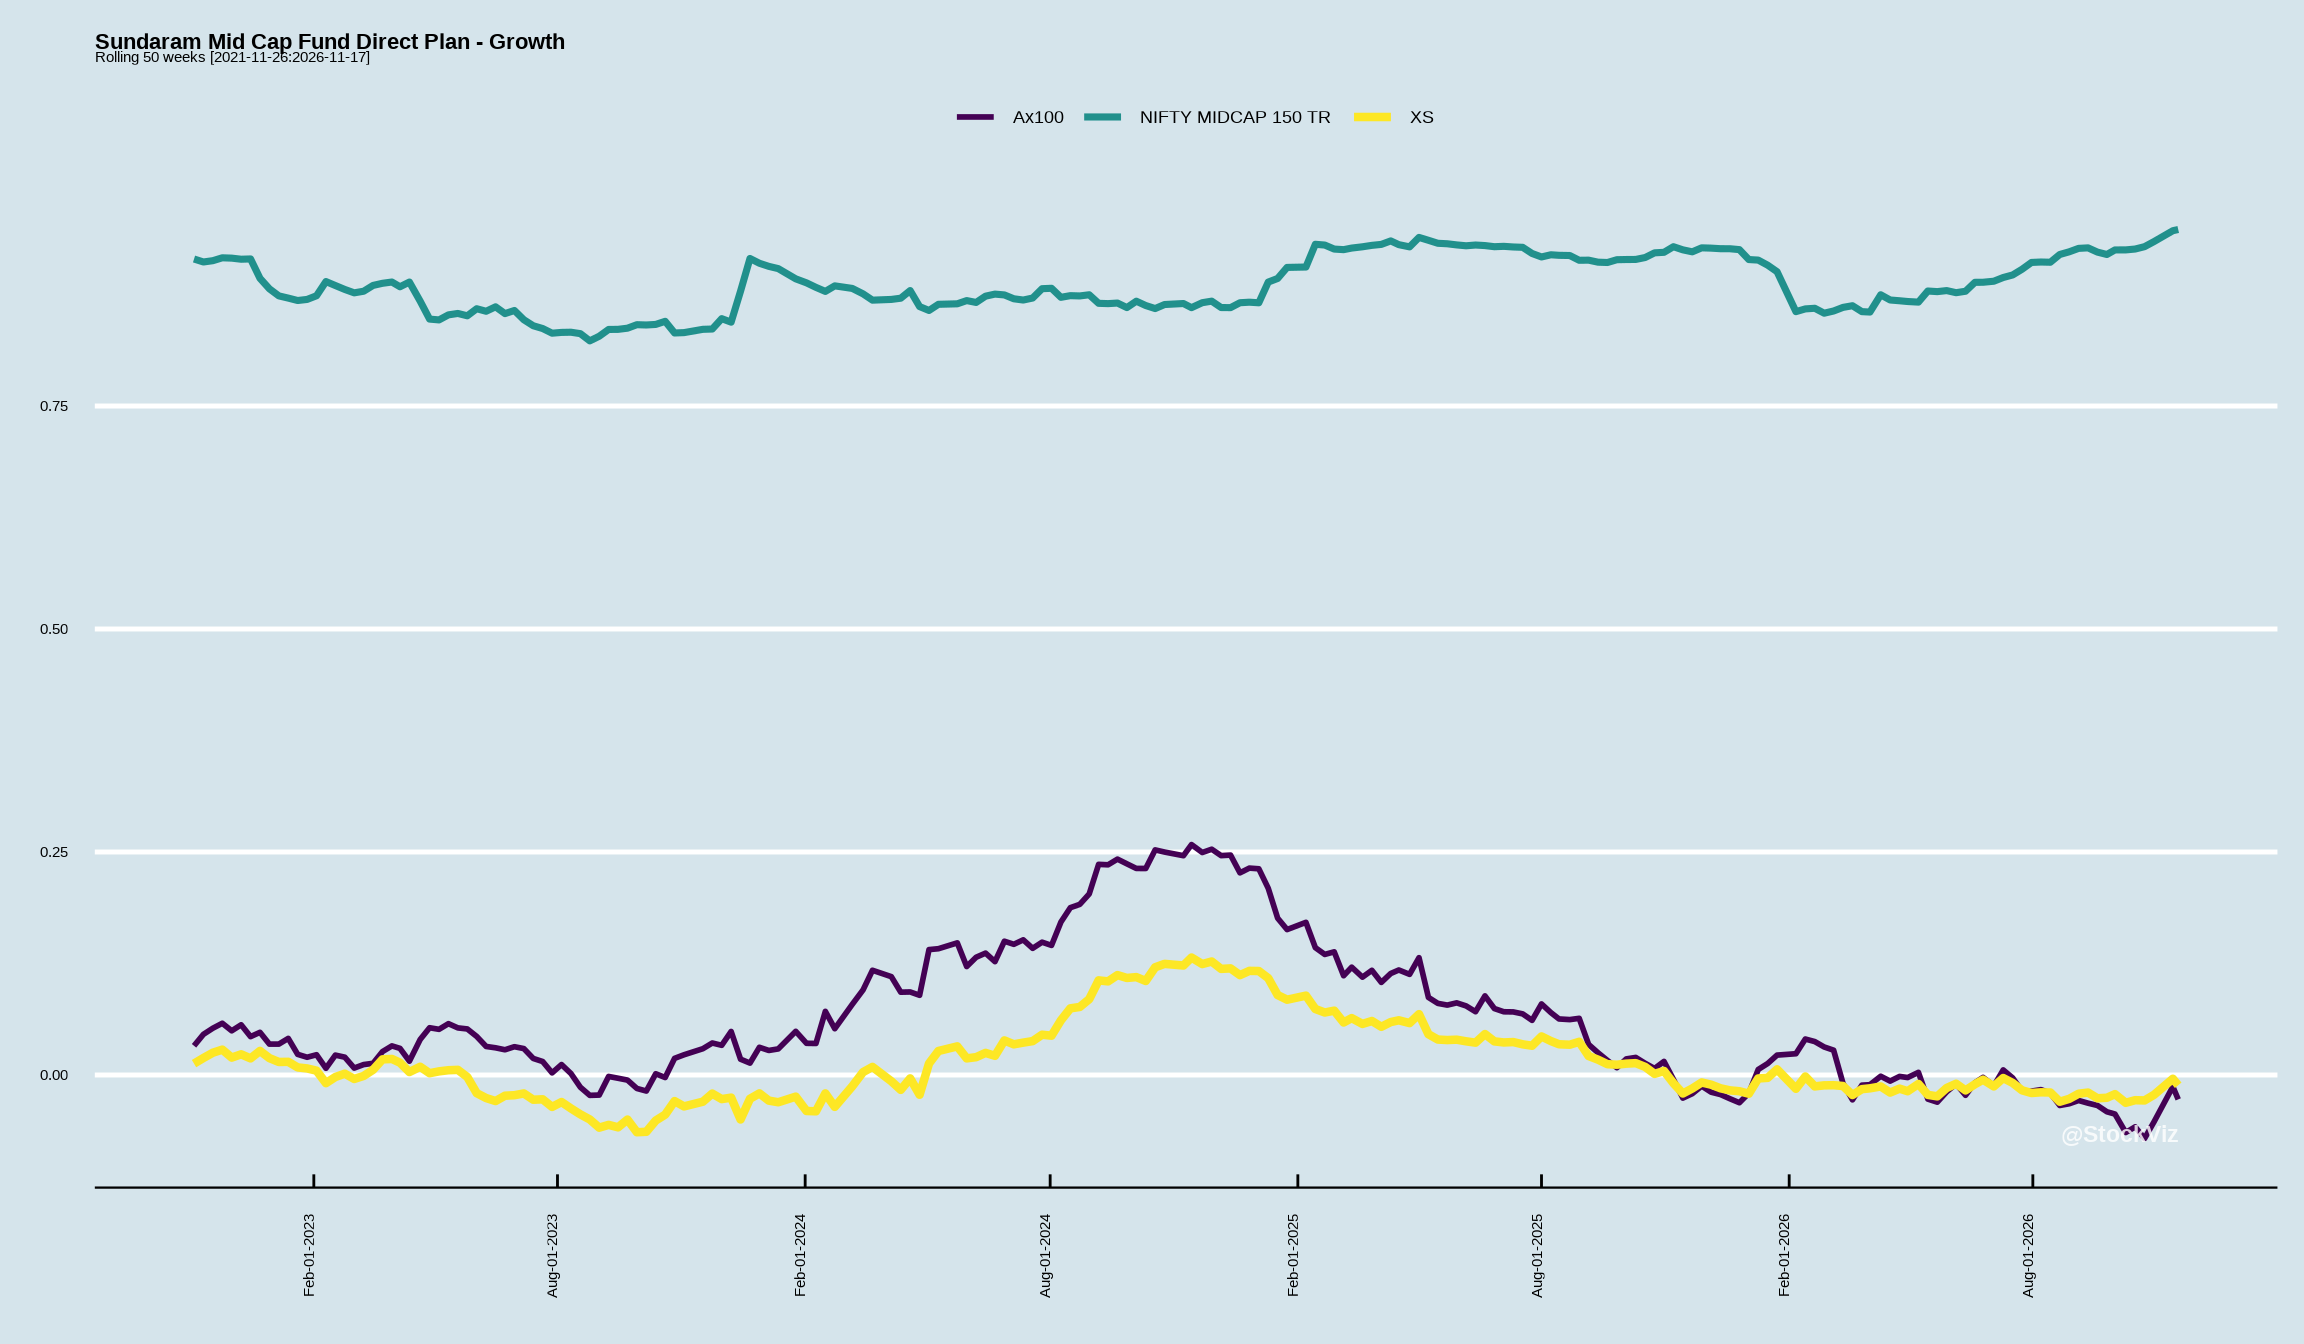 Sundaram Mid Cap Fund Direct Plan - Growth
Rolling 50 weeks [2021-11-26:2026-11-17]
Ax100 NIFTY MIDCAP 150 TR XS
0.75
0.50
0.25
0.00
@StockViz
Feb-01-2023 Aug-01-2023 Feb-01-2024 Aug-01-2024 Feb-01-2025 Aug-01-2025 Feb-01-2026 Aug-01-2026